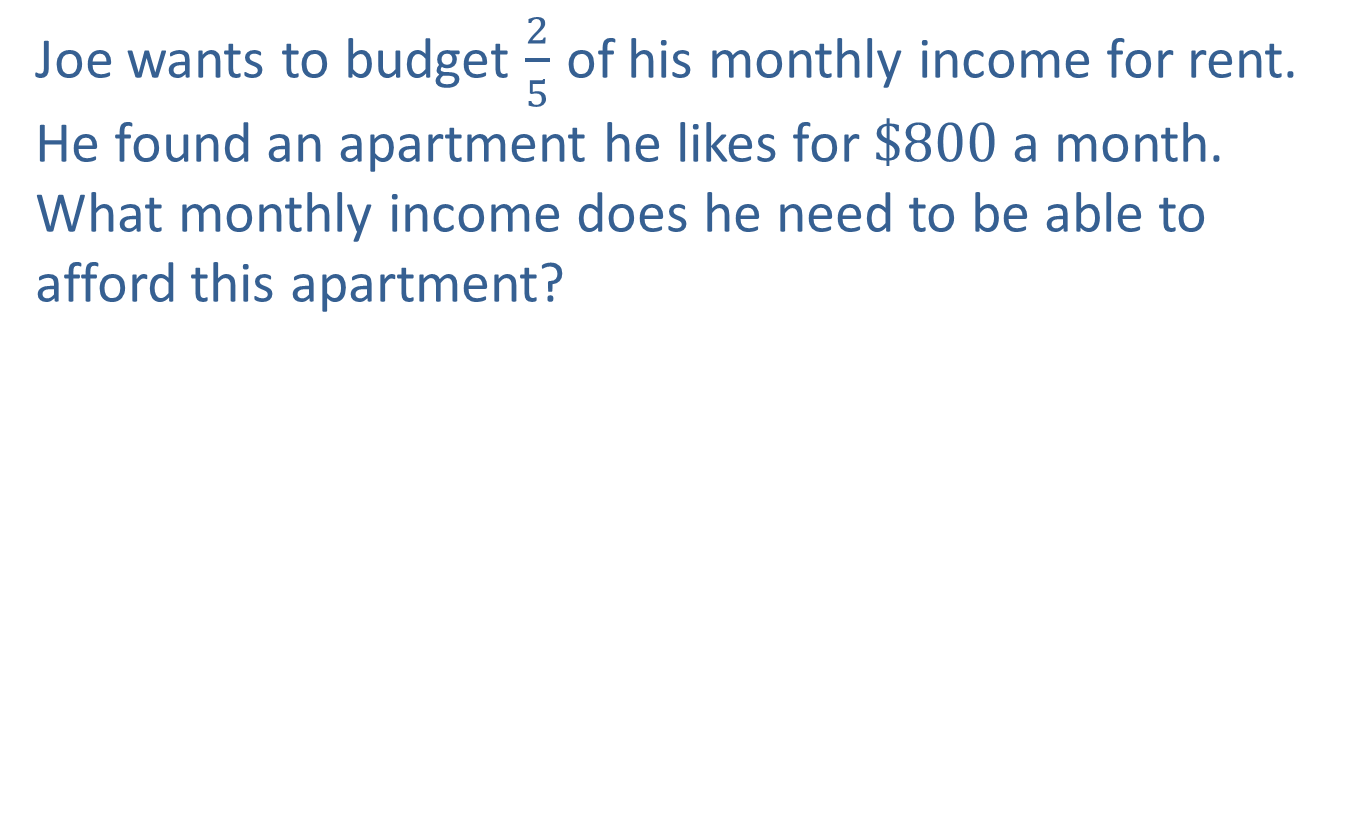 Joe wants to budget 2/5 of his monthly income for rent.
He found an apartment he likes for $800 a month.
What monthly income does he need to be able to
afford this apartment?